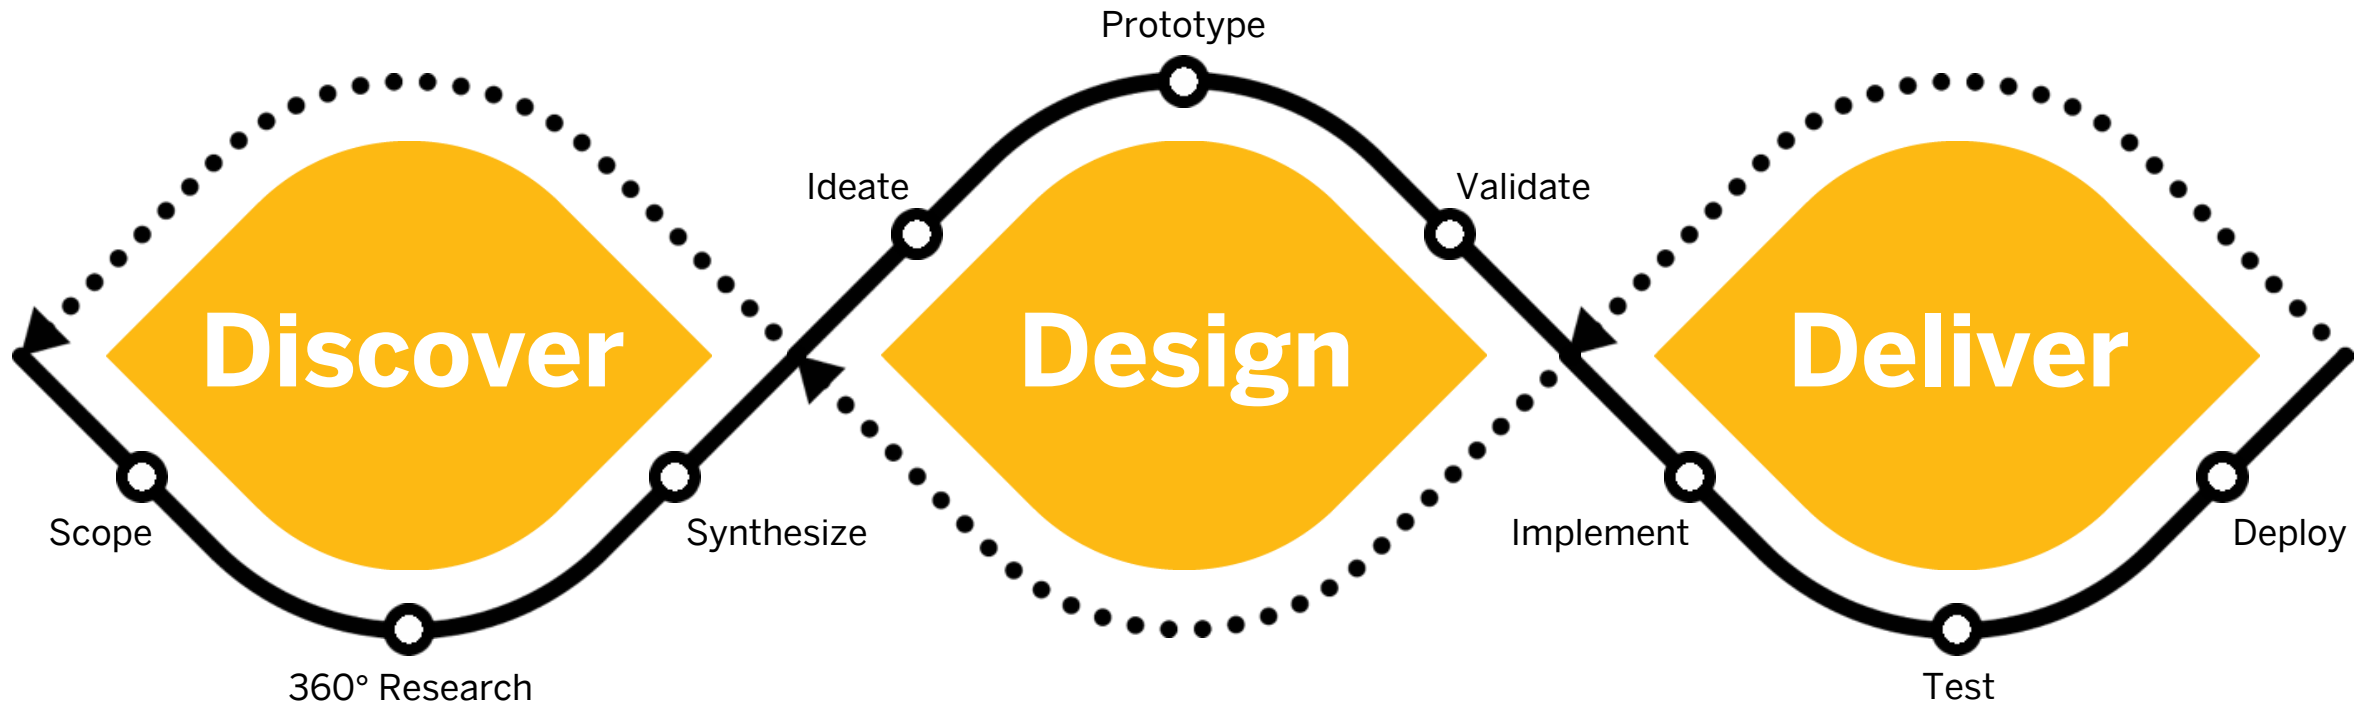 Prototype
Ideate
Validate
Discover
Design
Deliver
Scope
Synthesize
Implement
Deploy
360° Research
Test